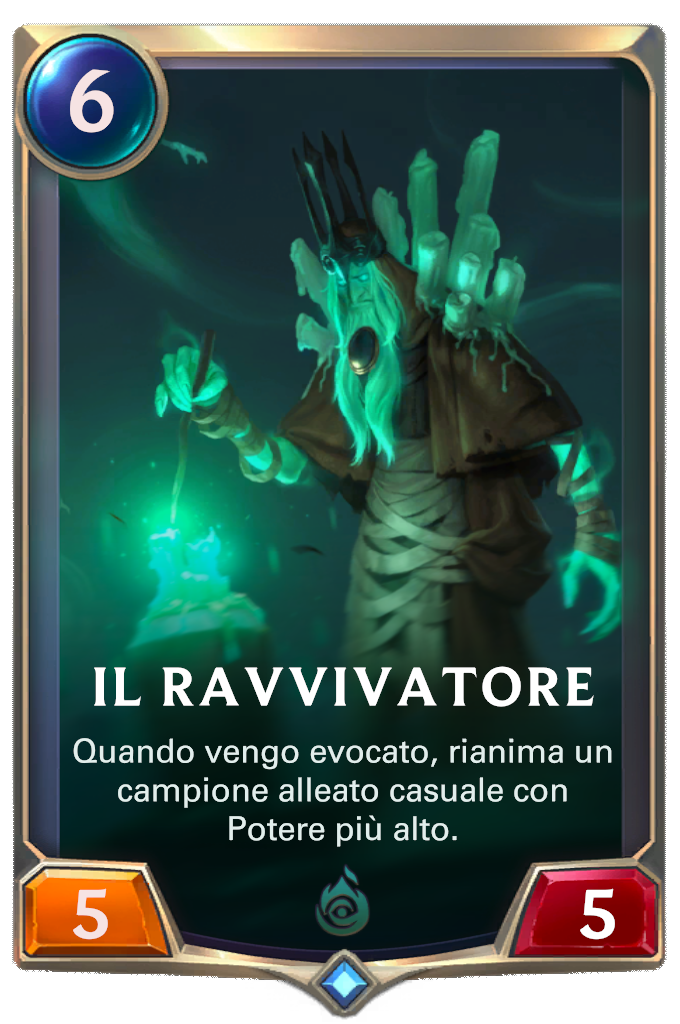 6
IL RAVVIVATORE
Quando vengo evocato, rianima un
campione alleato casuale con
Potere più alto.
5
5